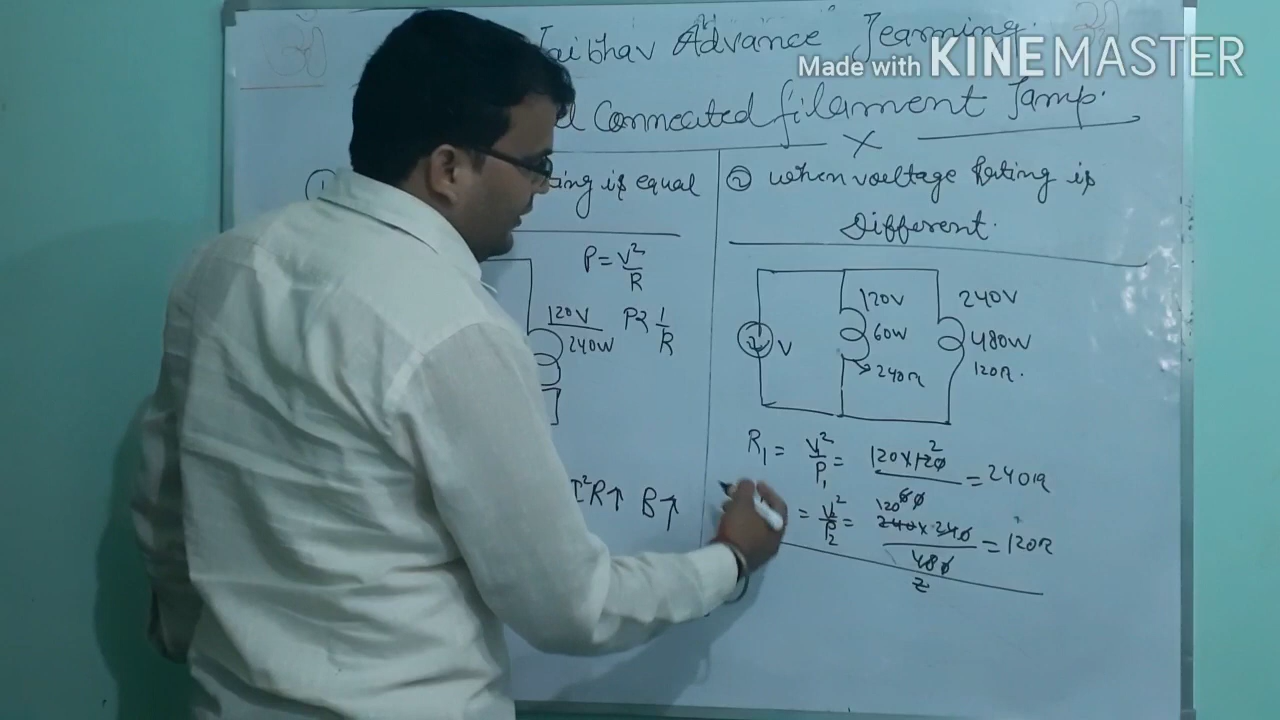 ॐ
Vaibhav Advance Learning.
Made with KINEMASTER
Connected filament Lamp.
①
is equal
P = V²/R
120V
240W
P ∝ 1/R
I²R↑ B↑
② when voltage Rating is
Different.
V
120V
60W
240Ω
240V
480W
120Ω.
R₁ = V²/P₁ = 120×120/60 = 240Ω
= V²/P₂ = 240×240/480 = 120Ω